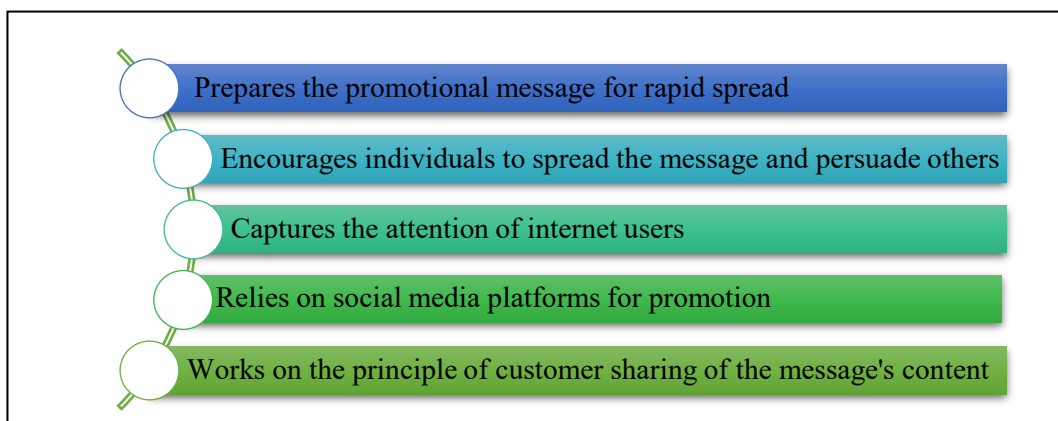 Prepares the promotional message for rapid spread
Encourages individuals to spread the message and persuade others
Captures the attention of internet users
Relies on social media platforms for promotion
Works on the principle of customer sharing of the message's content